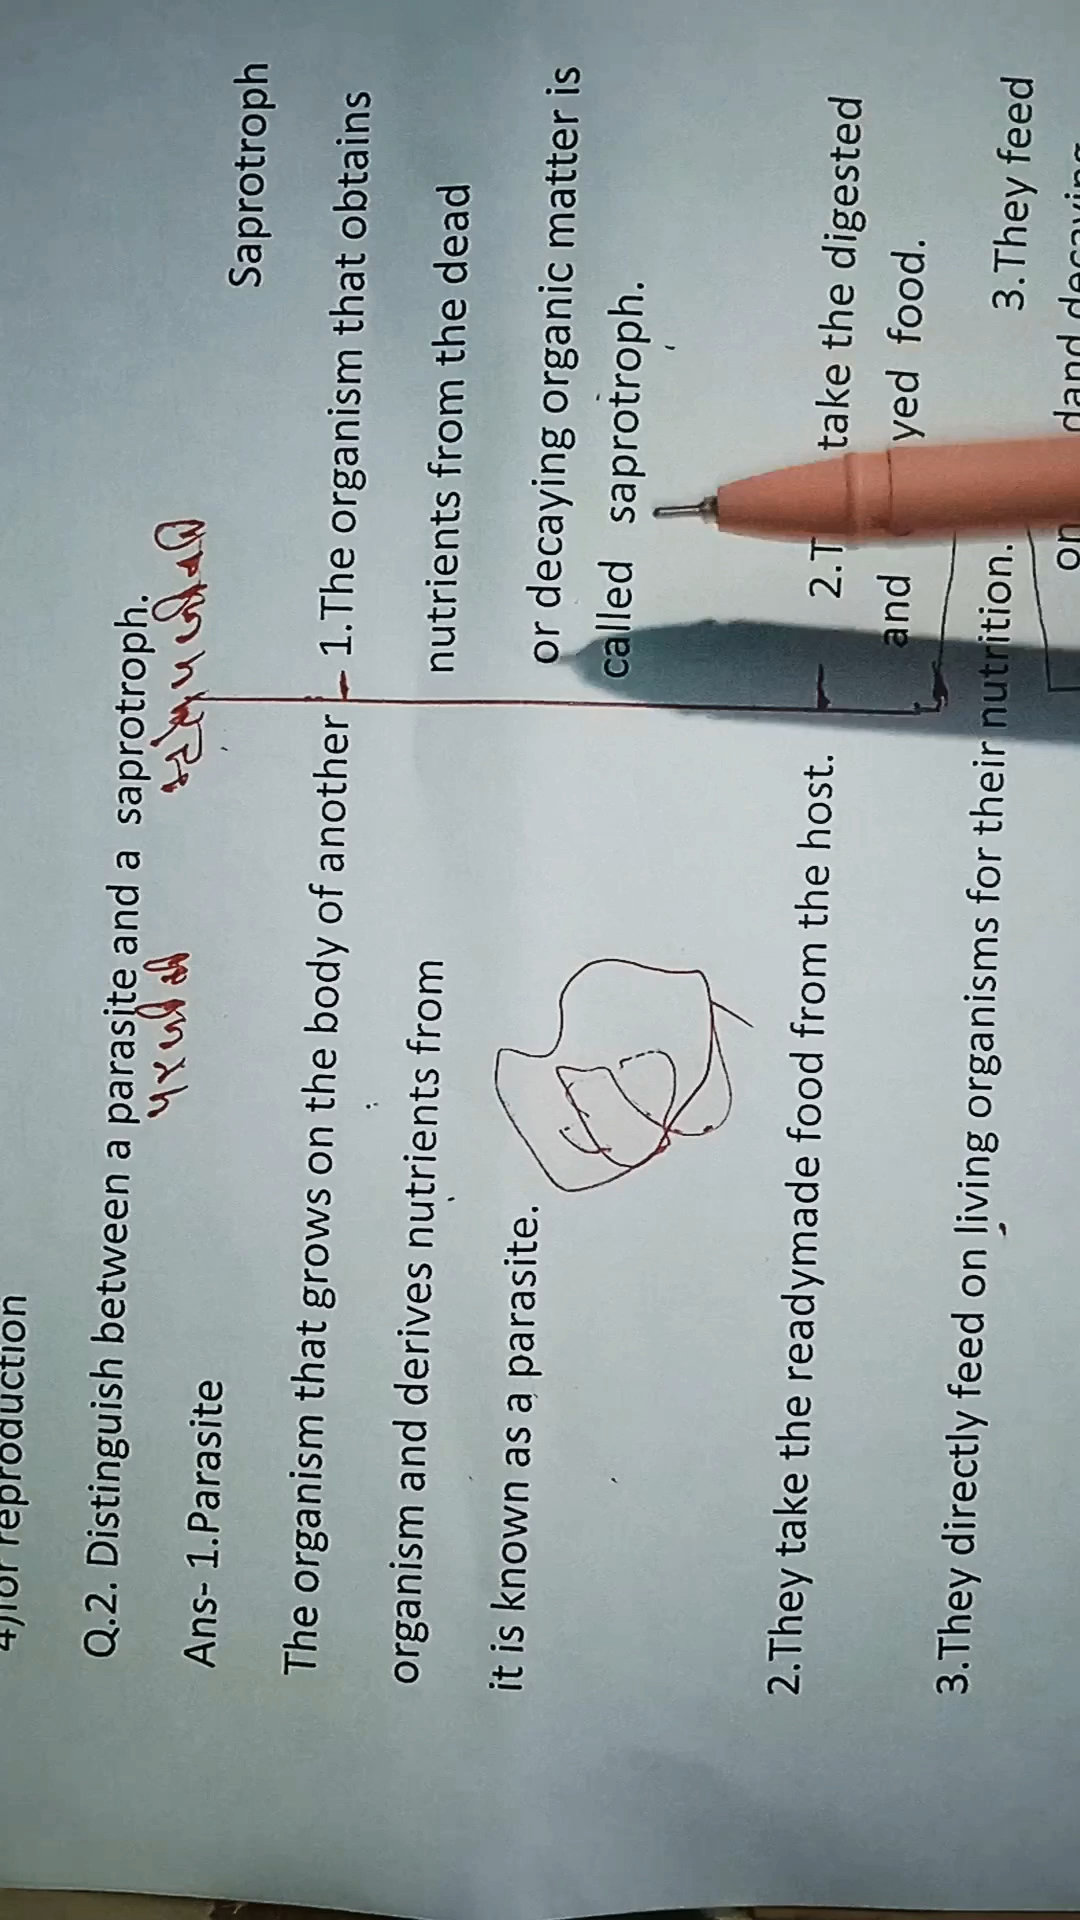 4)for reproduction
Q.2. Distinguish between a parasite and a saprotroph.
परजीवी
Ans- 1.Parasite
Saprotroph
The organism that grows on the body of another
1.The organism that obtains
organism and derives nutrients from
nutrients from the dead
it is known as a parasite.
or decaying organic matter is
called saprotroph.
2.They take the readymade food from the host.
2.T take the digested
and yed food.
3.They directly feed on living organisms for their nutrition.
3.They feed
on